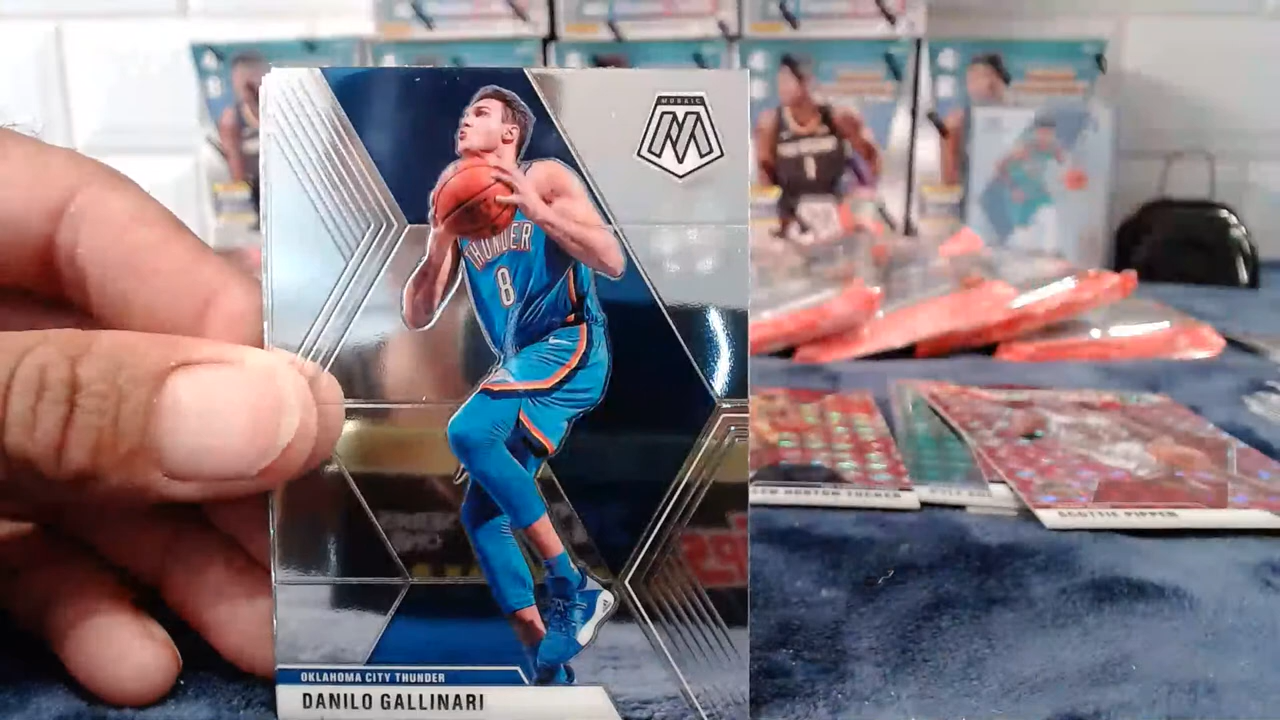 MOSAIC
THUNDER
8
OKLAHOMA CITY THUNDER
DANILO GALLINARI
SCOTTIE PIPPEN